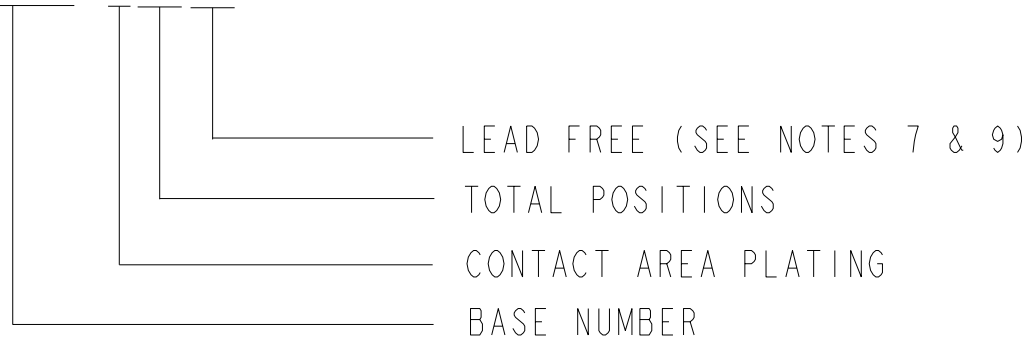 LEAD FREE (SEE NOTES 7 & 9)
TOTAL POSITIONS
CONTACT AREA PLATING
BASE NUMBER